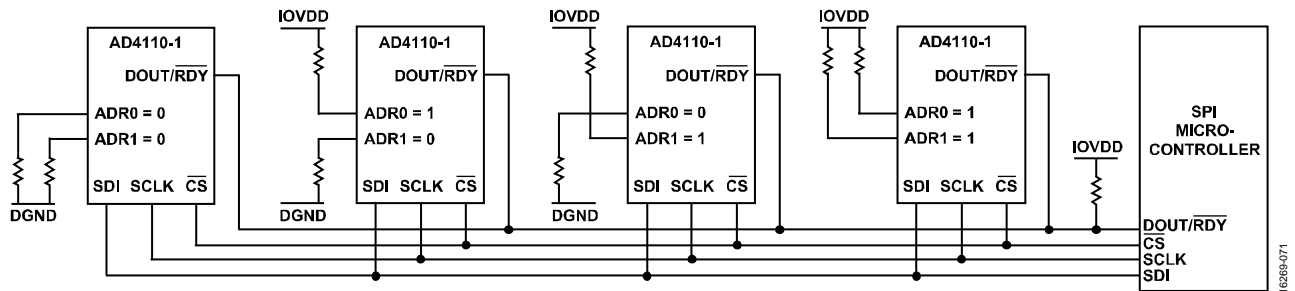 AD4110-1
DOUT/RDY
ADR0 = 0
ADR1 = 0
SDI SCLK CS
DGND
IOVDD
AD4110-1
DOUT/RDY
ADR0 = 1
ADR1 = 0
SDI SCLK CS
DGND
IOVDD
AD4110-1
DOUT/RDY
ADR0 = 0
ADR1 = 1
SDI SCLK CS
DGND
IOVDD
AD4110-1
DOUT/RDY
ADR0 = 1
ADR1 = 1
SDI SCLK CS
IOVDD
SPI
MICRO-
CONTROLLER
DOUT/RDY
CS
SCLK
SDI
16269-071